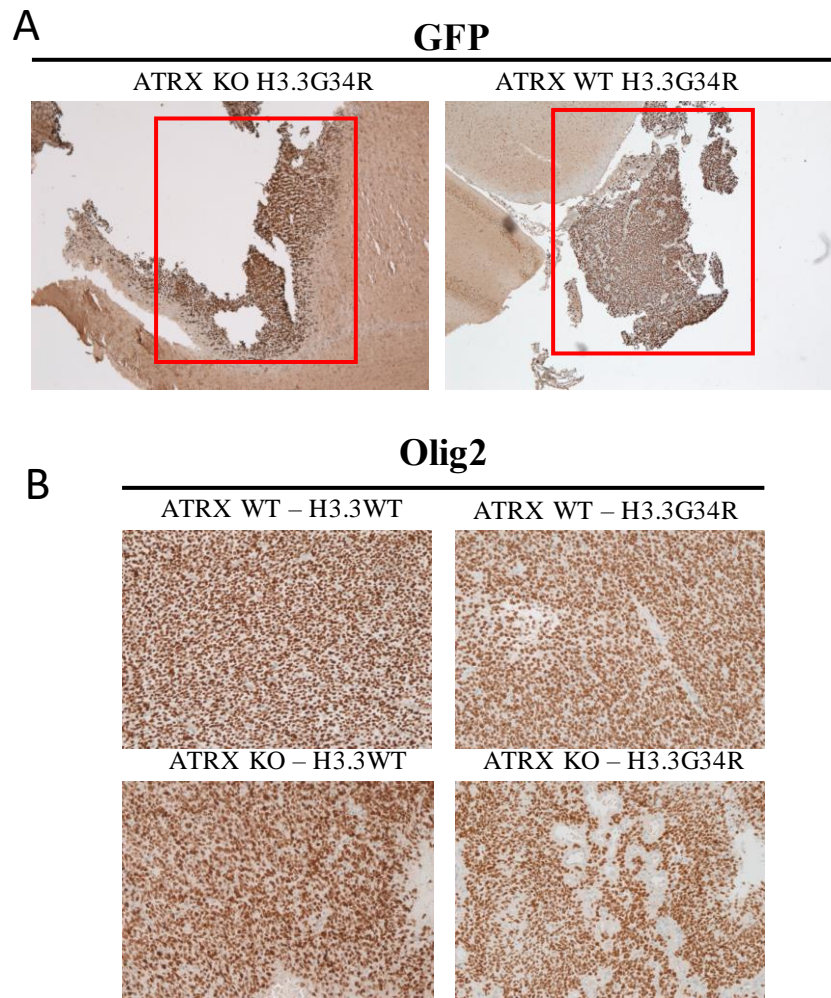 A
GFP
ATRX KO H3.3G34R
ATRX WT H3.3G34R
B
Olig2
ATRX WT – H3.3WT
ATRX WT – H3.3G34R
ATRX KO – H3.3WT
ATRX KO – H3.3G34R